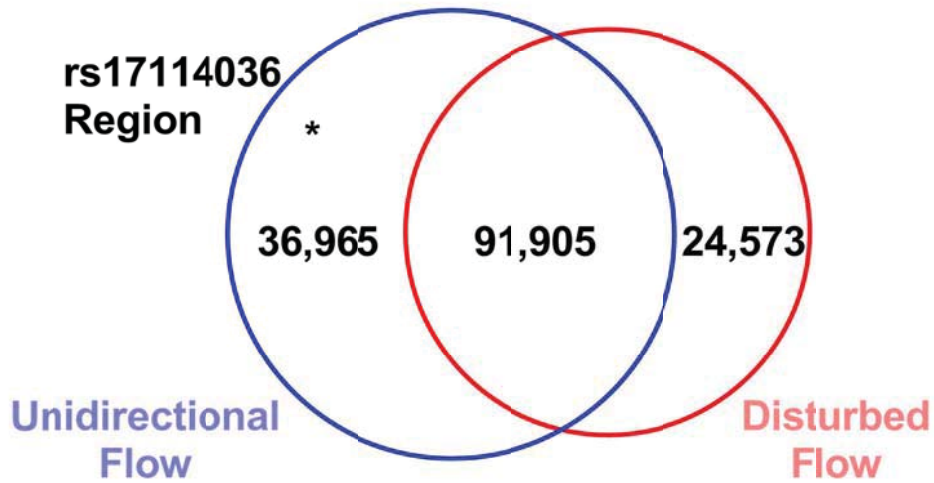 rs17114036
Region
*
36,965
91,905
24,573
Unidirectional
Flow
Disturbed
Flow